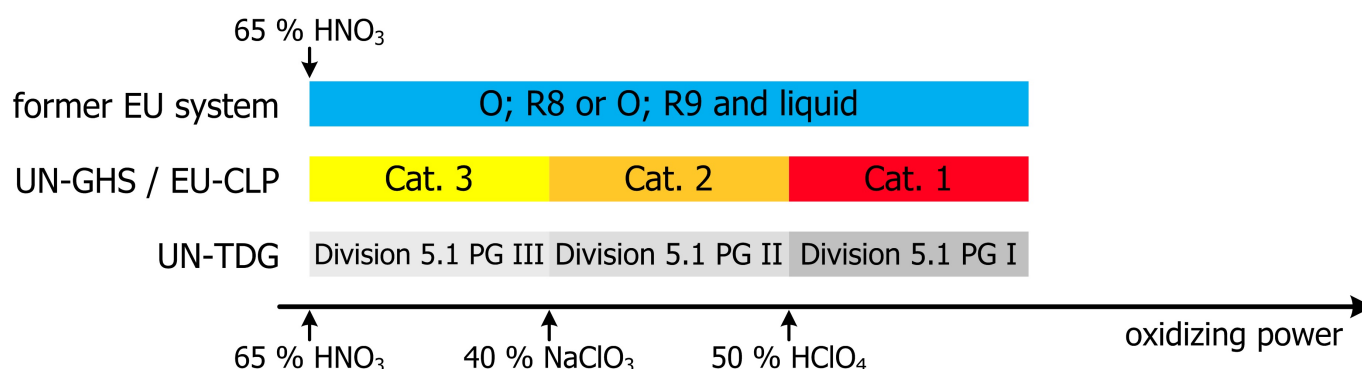 65 % HNO₃
former EU system
O; R8 or O; R9 and liquid
UN-GHS / EU-CLP
Cat. 3
Cat. 2
Cat. 1
UN-TDG
Division 5.1 PG III
Division 5.1 PG II
Division 5.1 PG I
oxidizing power
65 % HNO₃
40 % NaClO₃
50 % HClO₄